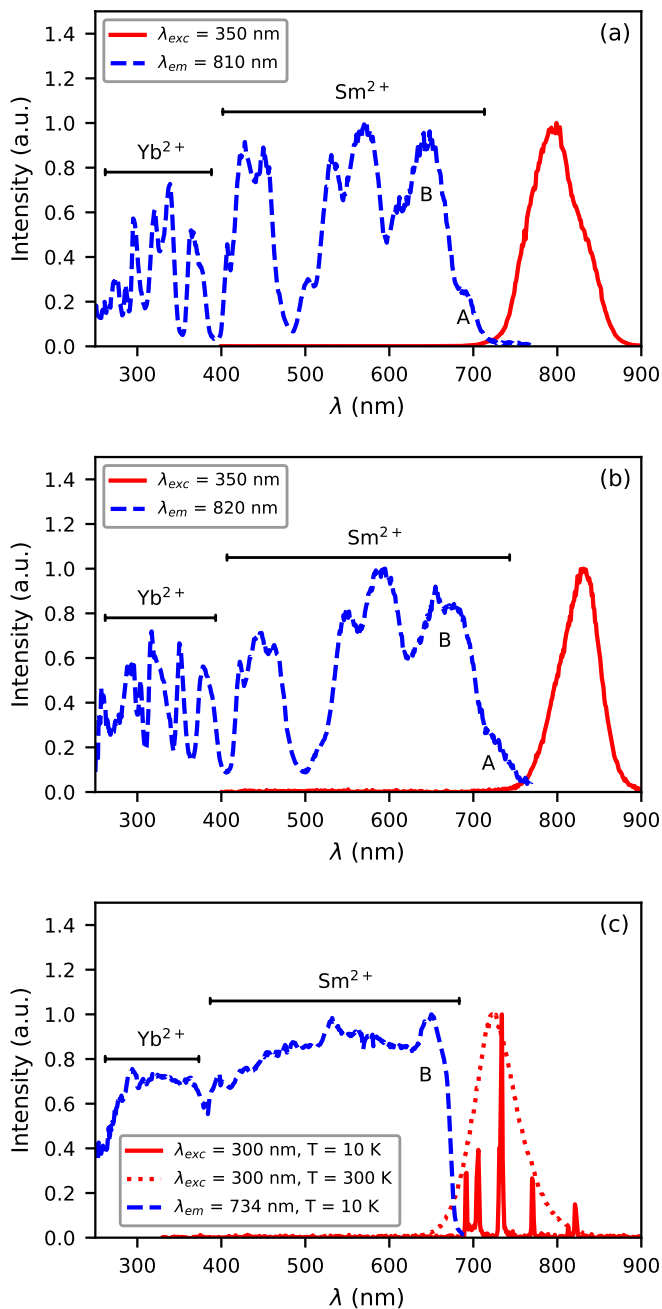 1.4
1.2
1.0
0.8
0.6
0.4
0.2
0.0
Intensity (a.u.)
λexc = 350 nm
λem = 810 nm
(a)
Sm2+
Yb2+
B
A
300 400 500 600 700 800 900
λ (nm)
1.4
1.2
1.0
0.8
0.6
0.4
0.2
0.0
Intensity (a.u.)
λexc = 350 nm
λem = 820 nm
(b)
Sm2+
Yb2+
B
A
300 400 500 600 700 800 900
λ (nm)
1.4
1.2
1.0
0.8
0.6
0.4
0.2
0.0
Intensity (a.u.)
(c)
Sm2+
Yb2+
B
λexc = 300 nm, T = 10 K
λexc = 300 nm, T = 300 K
λem = 734 nm, T = 10 K
300 400 500 600 700 800 900
λ (nm)